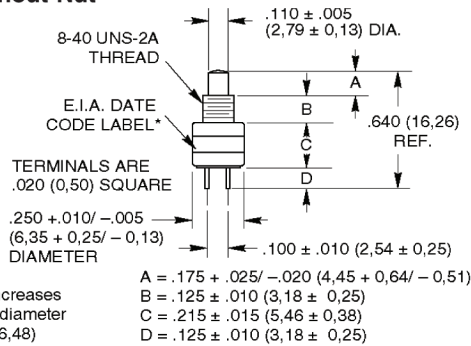 hout Nut
.110 ± .005
(2,79 ± 0,13) DIA.
8-40 UNS-2A
THREAD
A
E.I.A. DATE
CODE LABEL*
B
.640 (16,26)
REF.
C
TERMINALS ARE
.020 (0,50) SQUARE
D
.250 +.010/ −.005
(6,35 + 0,25/ − 0,13)
DIAMETER
.100 ± .010 (2,54 ± 0,25)
A = .175 + .025/ −.020 (4,45 + 0,64/ − 0,51)
creases
B = .125 ± .010 (3,18 ± 0,25)
diameter
C = .215 ± .015 (5,46 ± 0,38)
6,48)
D = .125 ± .010 (3,18 ± 0,25)